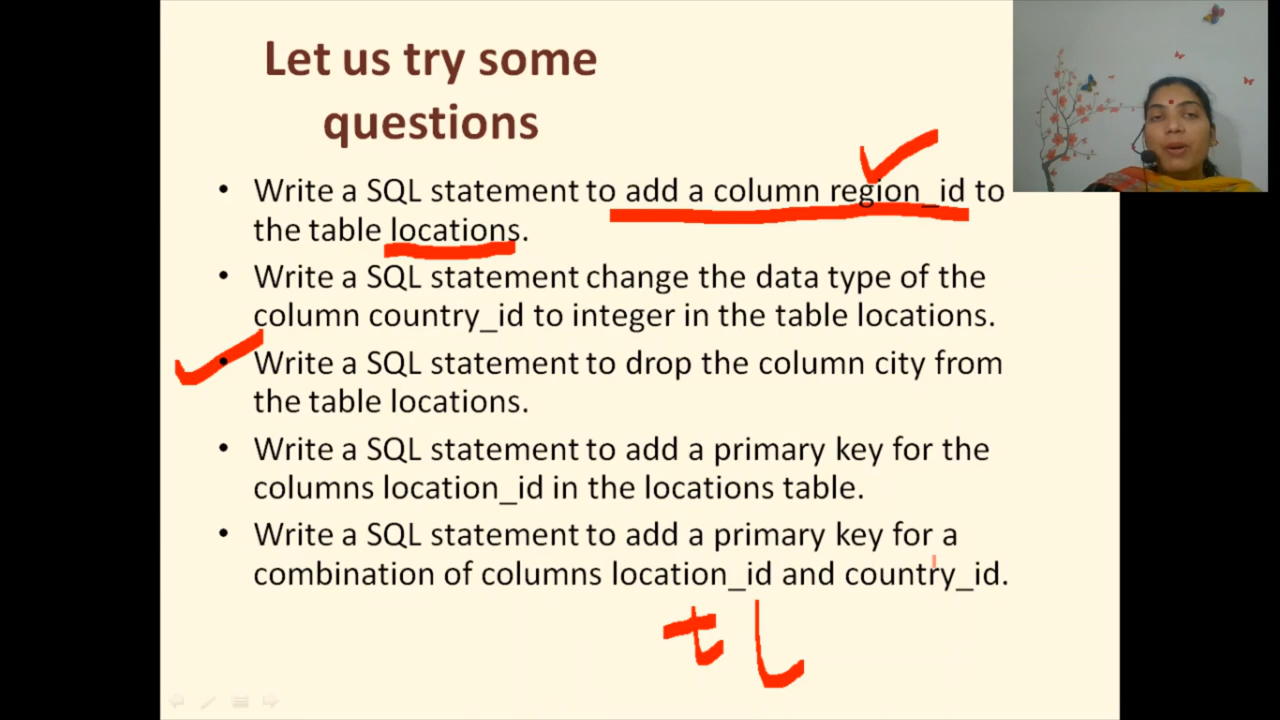 Let us try some
questions
• Write a SQL statement to add a column region_id to
the table locations.
• Write a SQL statement change the data type of the
column country_id to integer in the table locations.
• Write a SQL statement to drop the column city from
the table locations.
• Write a SQL statement to add a primary key for the
columns location_id in the locations table.
• Write a SQL statement to add a primary key for a
combination of columns location_id and country_id.
t L